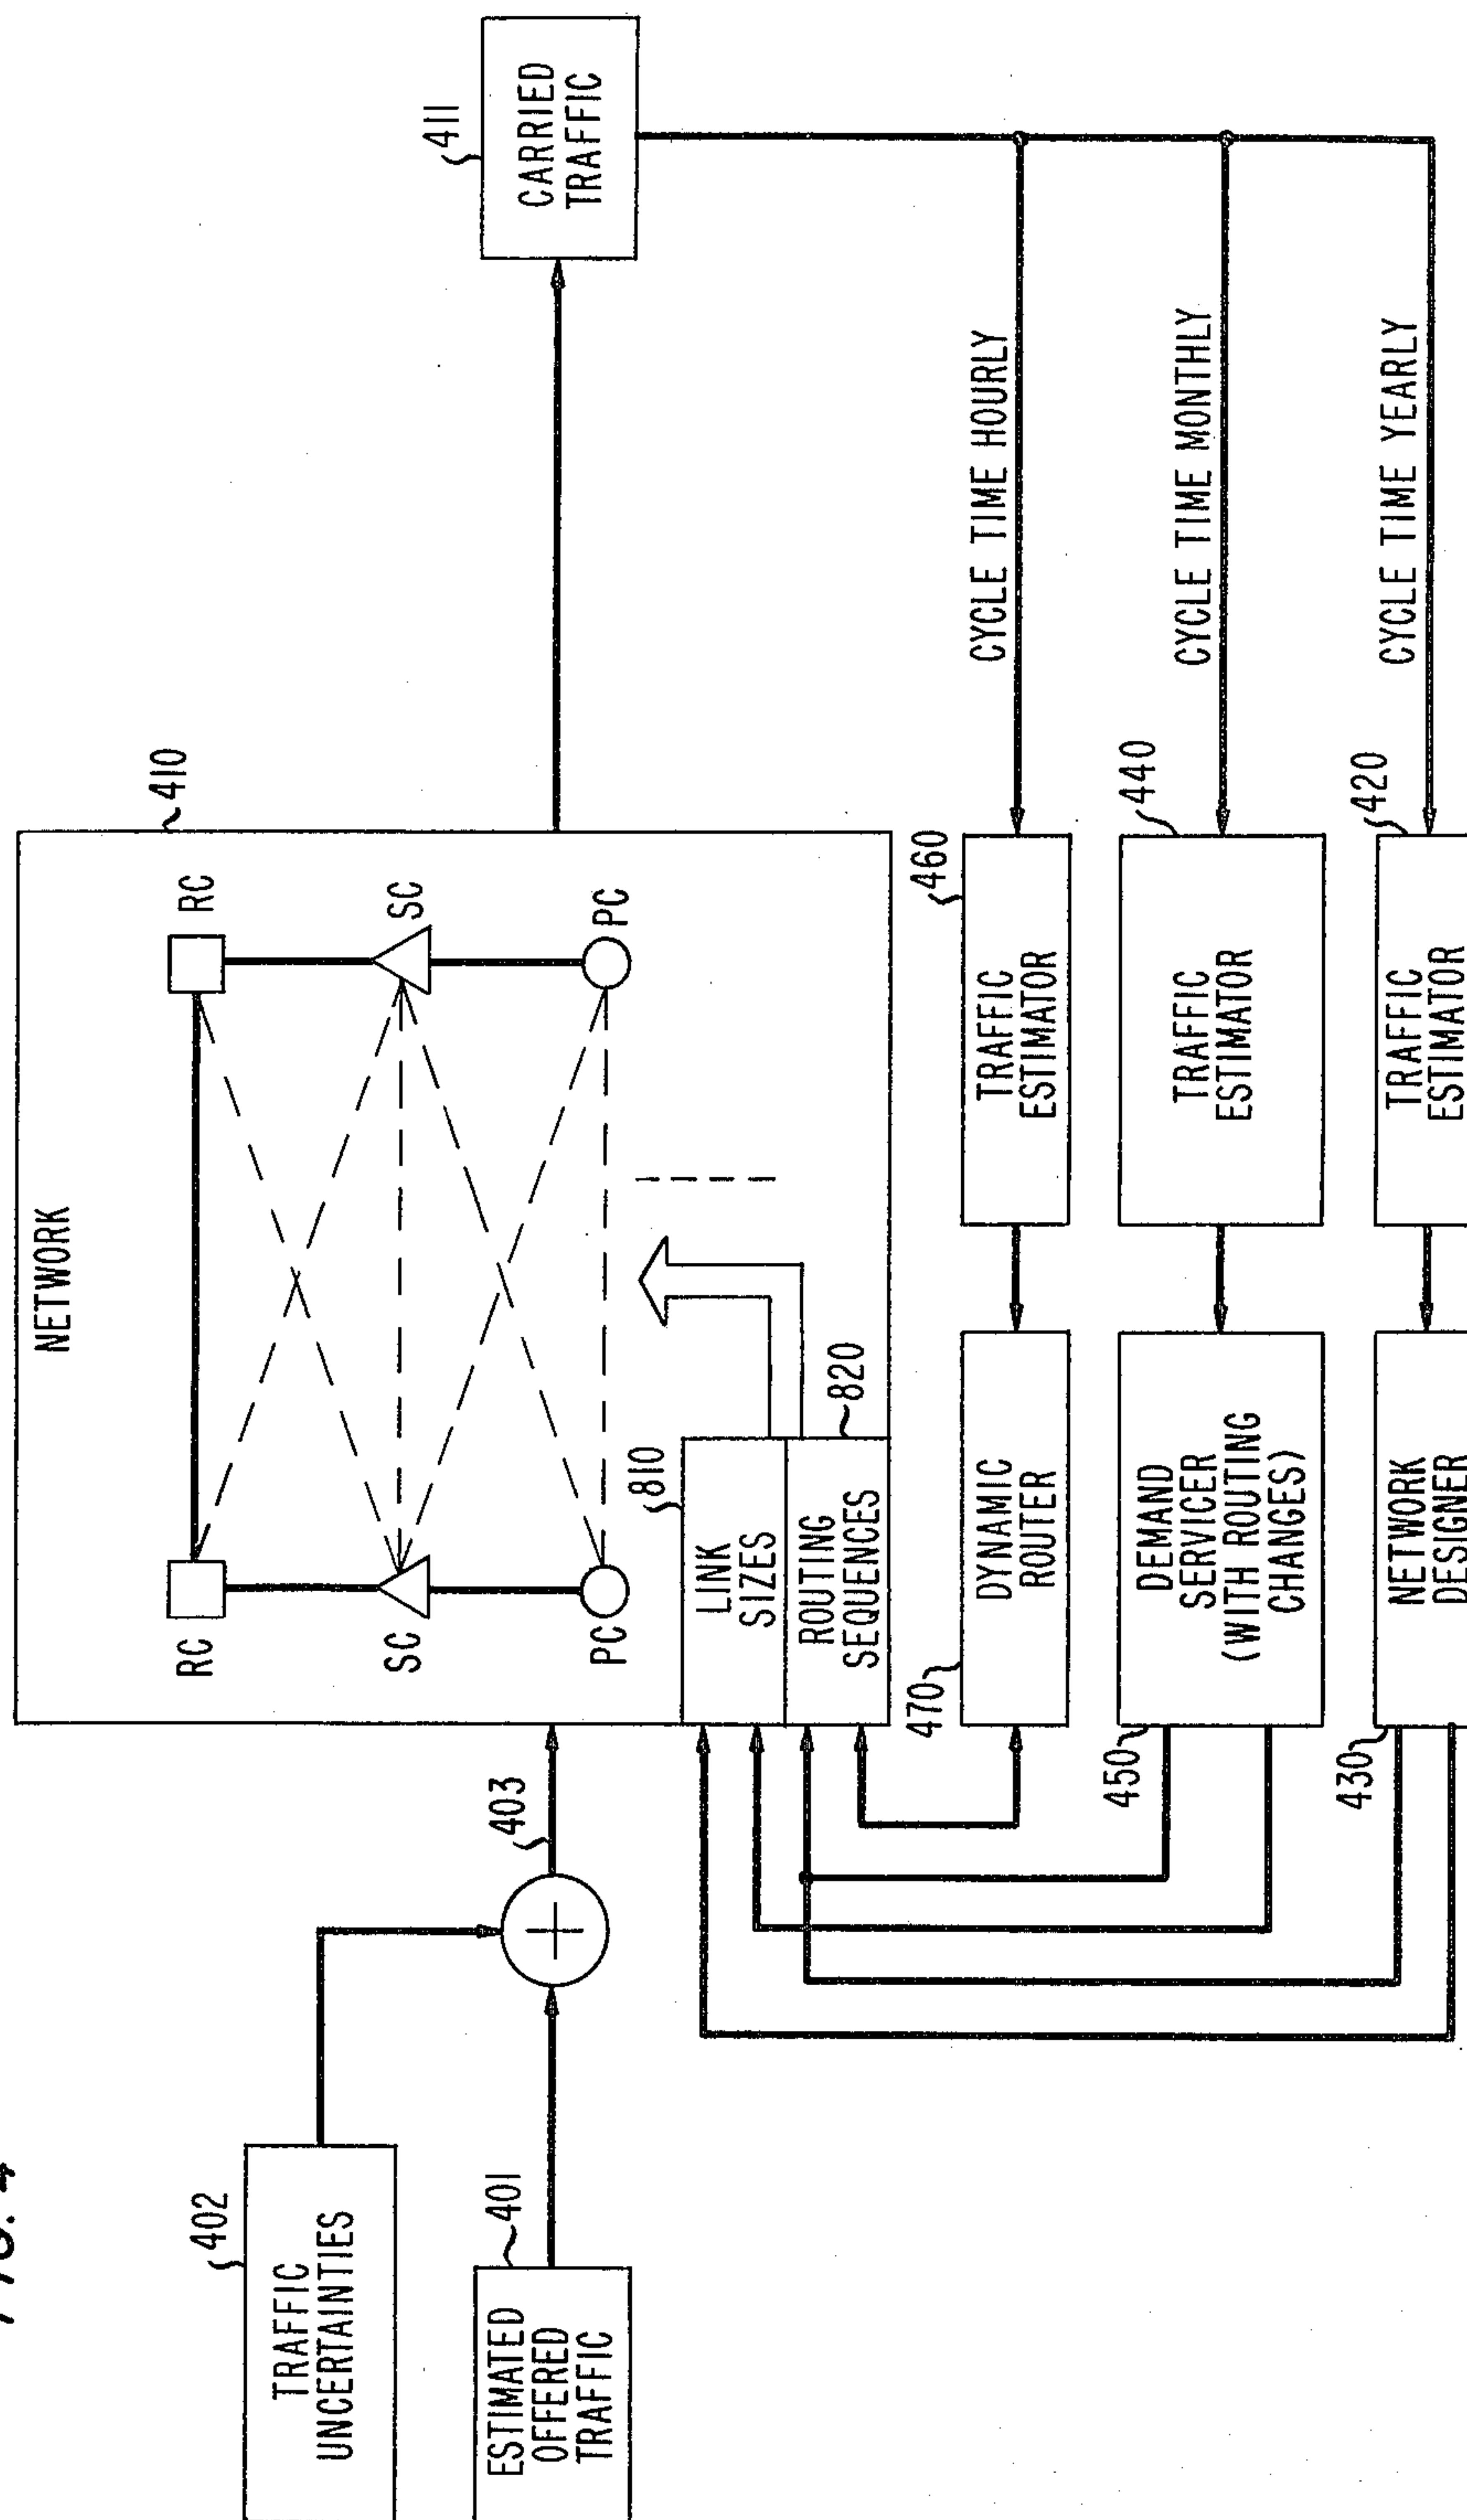 FIG. 4
402
TRAFFIC
UNCERTAINTIES
401
ESTIMATED
OFFERED
TRAFFIC
403
NETWORK
410
RC
RC
SC
SC
PC
PC
810
LINK
SIZES
ROUTING
SEQUENCES
820
411
CARRIED
TRAFFIC
470
DYNAMIC
ROUTER
460
TRAFFIC
ESTIMATOR
CYCLE TIME HOURLY
450
DEMAND
SERVICER
(WITH ROUTING
CHANGES)
440
TRAFFIC
ESTIMATOR
CYCLE TIME MONTHLY
430
NETWORK
DESIGNER
420
TRAFFIC
ESTIMATOR
CYCLE TIME YEARLY